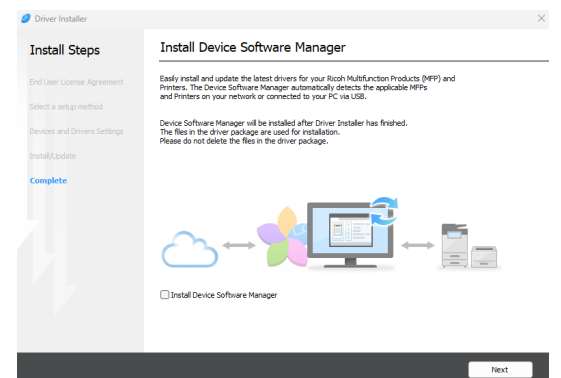 Driver Installer
Install Steps
End User License Agreement
Select a setup method
Devices and Drivers Settings
Install/Update
Complete
Install Device Software Manager
Easily install and update the latest drivers for your Ricoh Multifunction Products (MFP) and
Printers. The Device Software Manager automatically detects the applicable MFPs
and Printers on your network or connected to your PC via USB.
Device Software Manager will be installed after Driver Installer has finished.
The files in the driver package are used for installation.
Please do not delete the files in the driver package.
Install Device Software Manager
Next